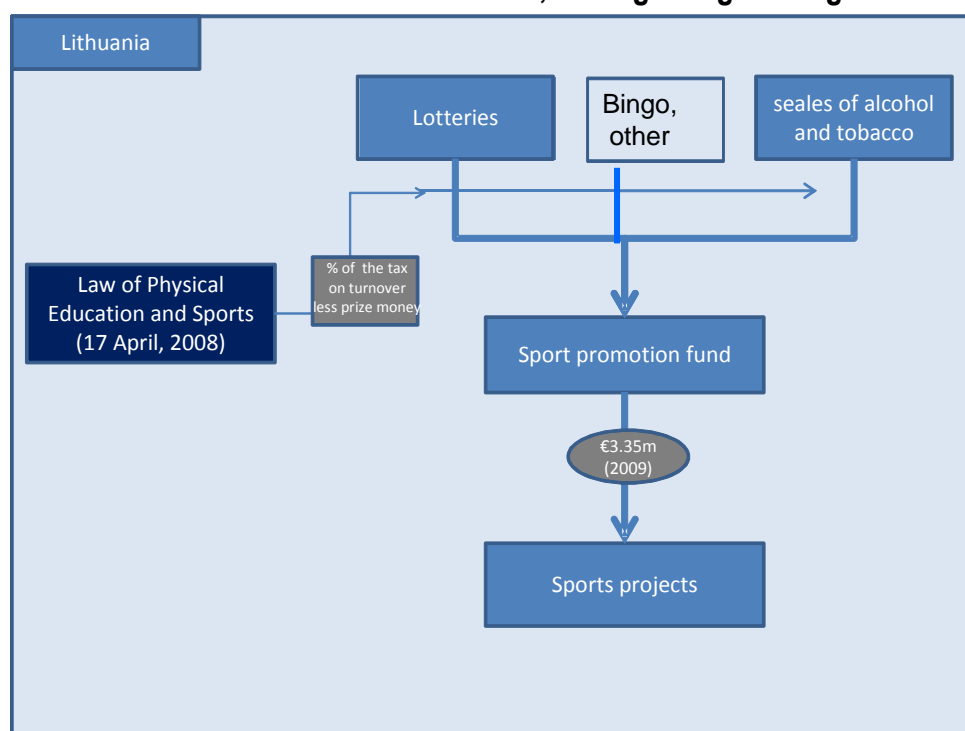 Lithuania
Lotteries
Bingo,
other
seales of alcohol
and tobacco
% of the tax
on turnover
less prize money
Law of Physical
Education and Sports
(17 April, 2008)
Sport promotion fund
€3.35m
(2009)
Sports projects